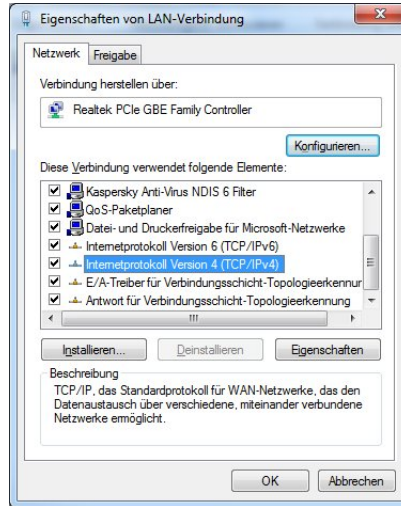 Eigenschaften von LAN-Verbindung
Netzwerk Freigabe
Verbindung herstellen über:
Realtek PCIe GBE Family Controller
Konfigurieren...
Diese Verbindung verwendet folgende Elemente:
Kaspersky Anti-Virus NDIS 6 Filter
QoS-Paketplaner
Datei- und Druckerfreigabe für Microsoft-Netzwerke
Internetprotokoll Version 6 (TCP/IPv6)
Internetprotokoll Version 4 (TCP/IPv4)
E/A-Treiber für Verbindungsschicht-Topologieerkennur
Antwort für Verbindungsschicht-Topologieerkennung
Installieren... Deinstallieren Eigenschaften
Beschreibung
TCP/IP, das Standardprotokoll für WAN-Netzwerke, das den
Datenaustausch über verschiedene, miteinander verbundene
Netzwerke ermöglicht.
OK Abbrechen